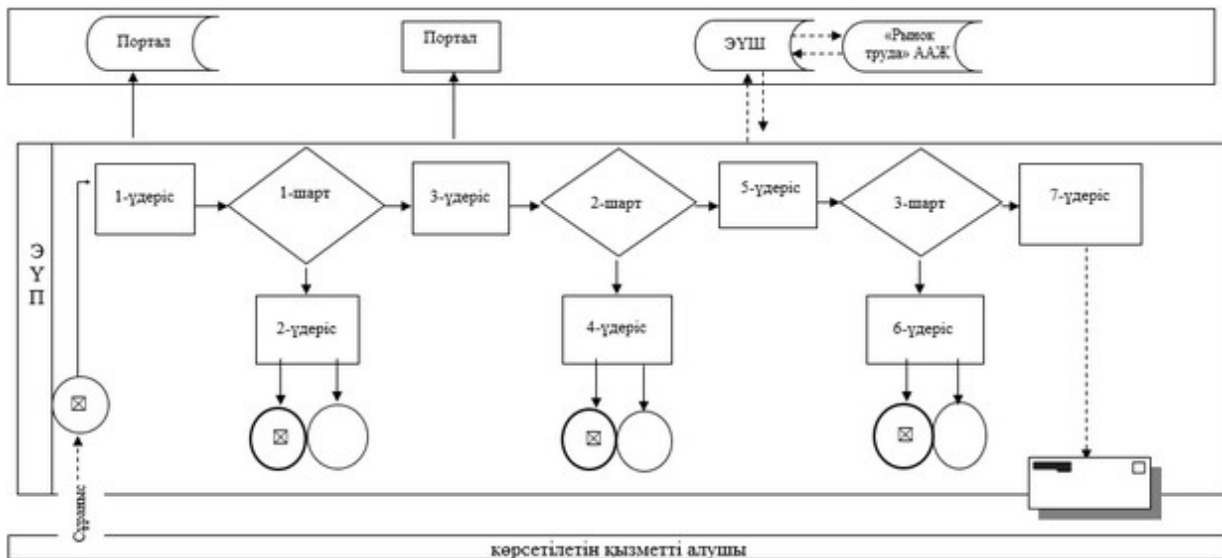 Портал
Портал
ЭҮШ
«Рынок
труда» ААЖ
ЭҮП
1-үдеріс
1-шарт
3-үдеріс
2-шарт
5-үдеріс
3-шарт
7-үдеріс
2-үдеріс
4-үдеріс
6-үдеріс
Сұраныс
көрсетілетін қызметті алушы